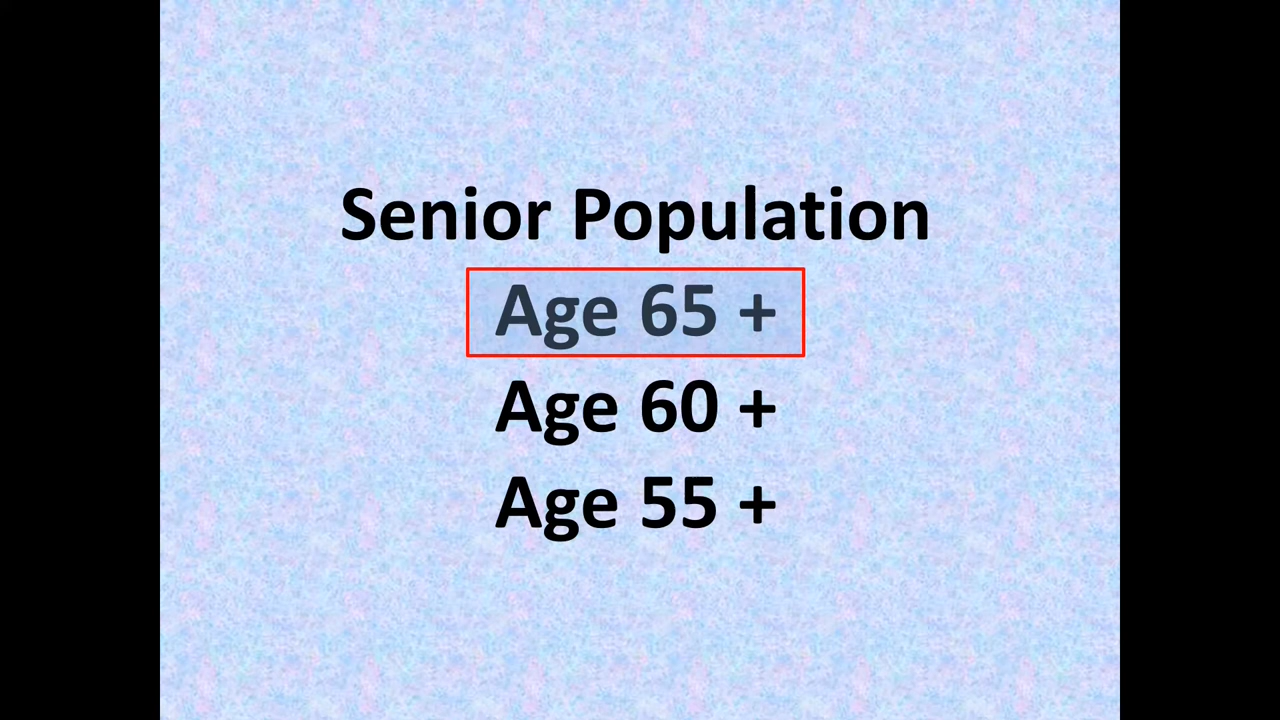 Senior Population
Age 65 +
Age 60 +
Age 55 +